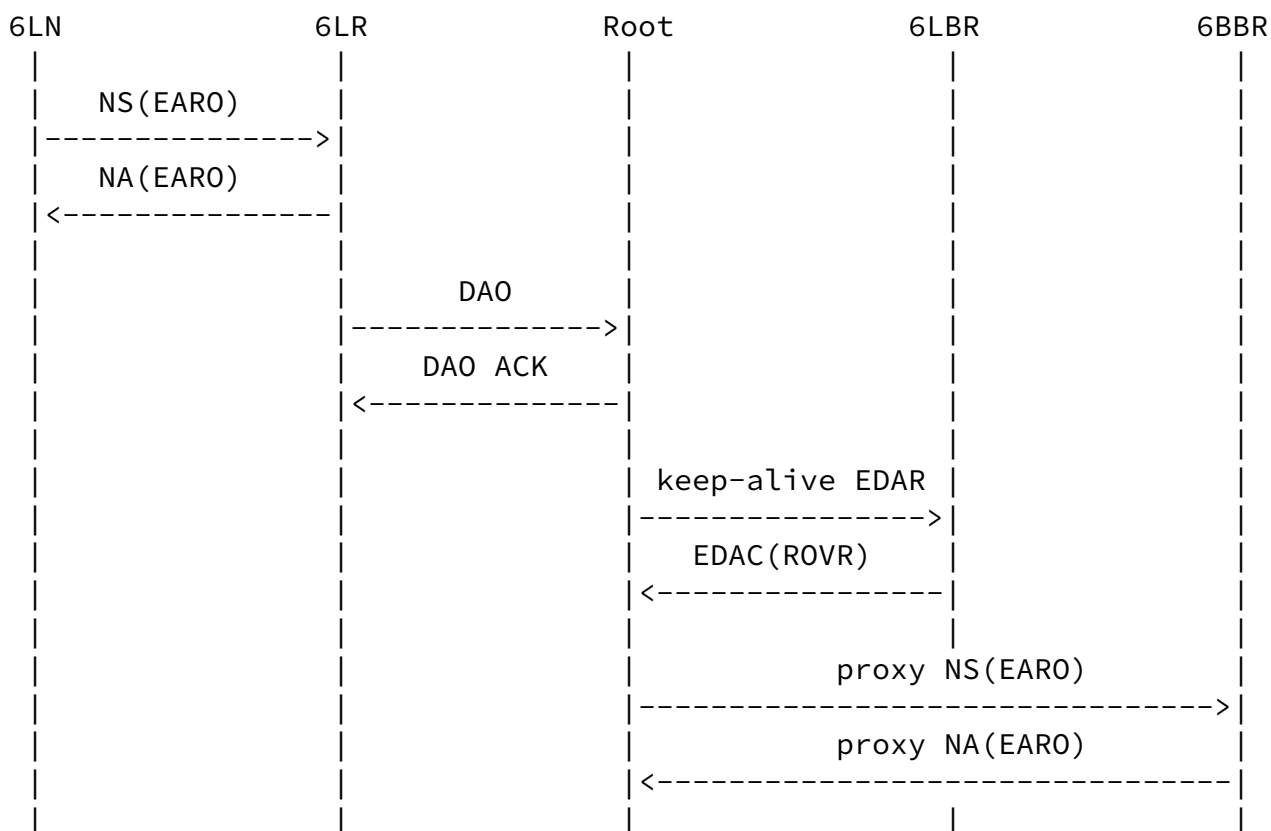 6LN 6LR Root 6LBR 6BBR
NS(EARO)
NA(EARO)
DAO
DAO ACK
keep-alive EDAR
EDAC(ROVR)
proxy NS(EARO)
proxy NA(EARO)